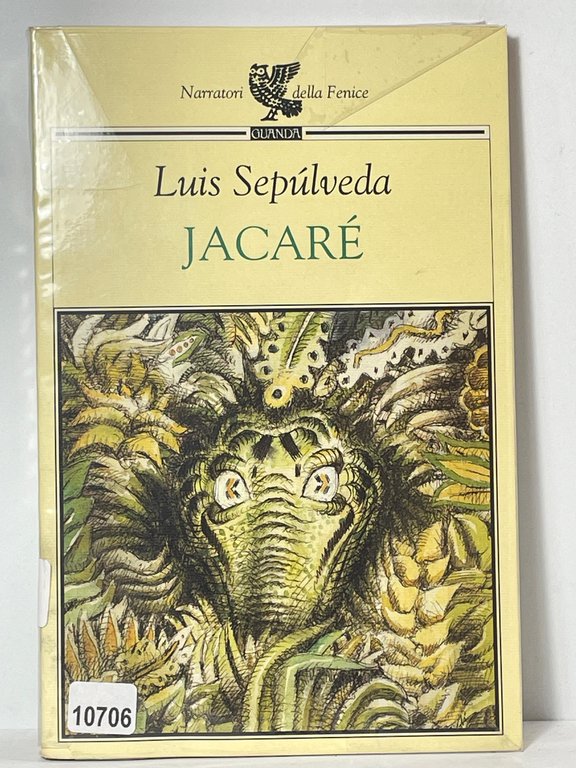 Narratori della Fenice
GUANDA
Luis Sepúlveda
JACARÉ
10706